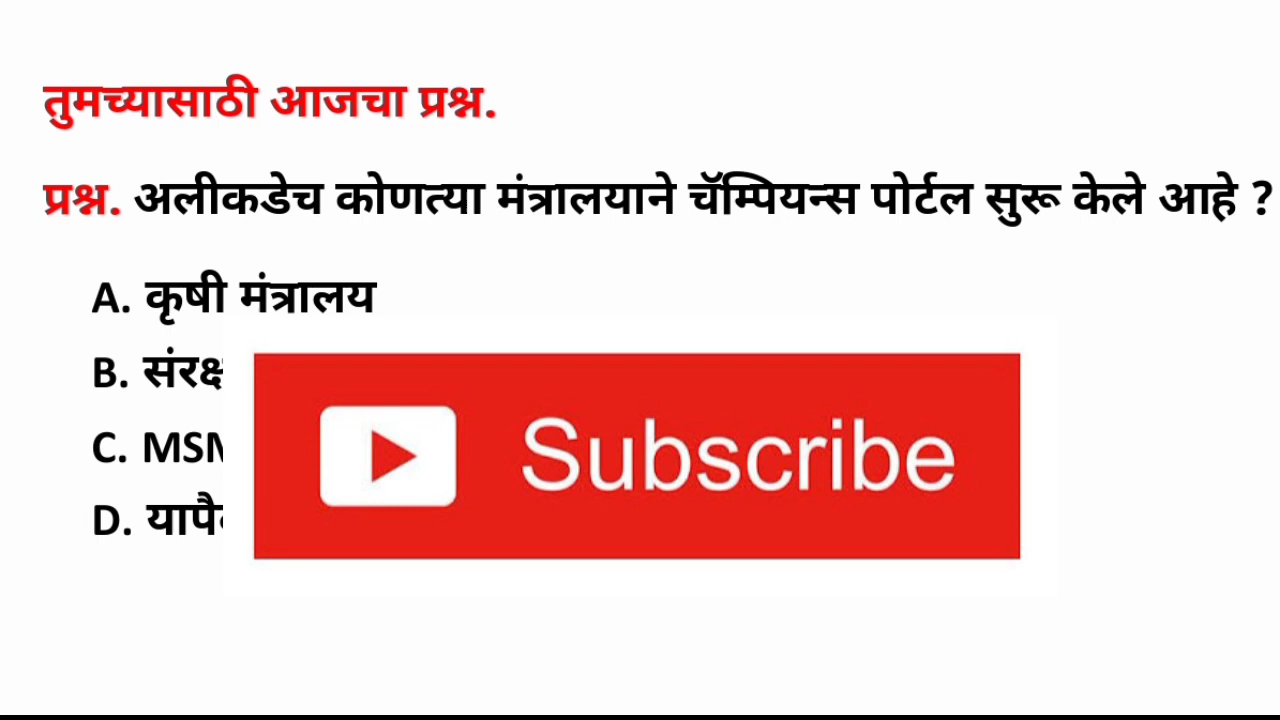 तुमच्यासाठी आजचा प्रश्न.
प्रश्न. अलीकडेच कोणत्या मंत्रालयाने चॅम्पियन्स पोर्टल सुरू केले आहे ?
A. कृषी मंत्रालय
B.
C.
D.
Subscribe